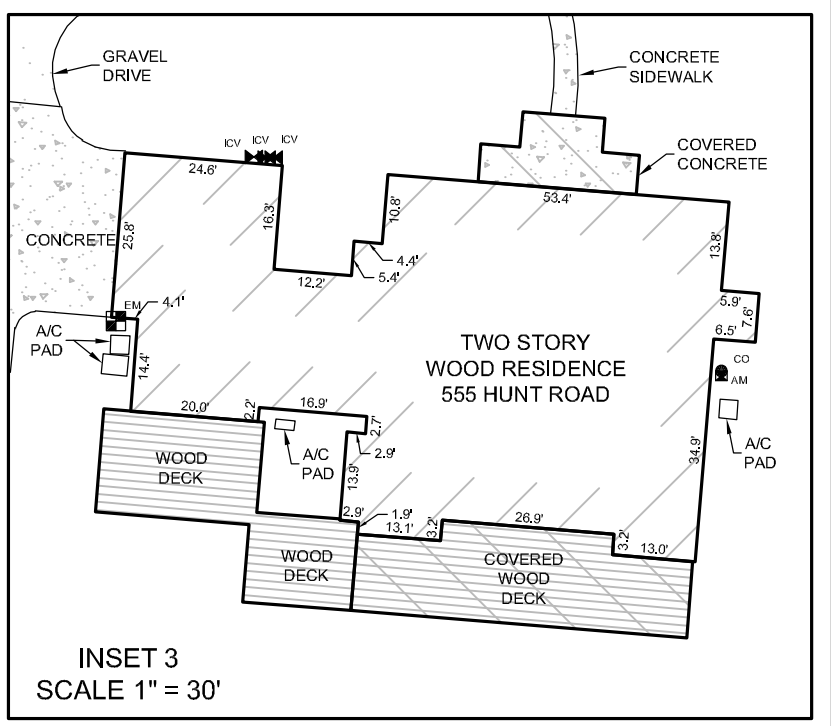 GRAVEL
DRIVE
CONCRETE
SIDEWALK
ICV
ICV
ICV
COVERED
CONCRETE
24.6'
53.4'
10.8'
16.3'
25.8'
CONCRETE
13.8'
4.4'
5.4'
12.2'
5.9'
7.6'
6.5'
EM
4.1'
A/C
PAD
14.4'
TWO STORY
WOOD RESIDENCE
555 HUNT ROAD
CO
AM
A/C
PAD
20.0'
2.2'
16.9'
2.7'
2.9'
A/C
PAD
WOOD
DECK
13.9'
34.9'
2.9'
1.9'
13.1'
3.2'
26.9'
3.2'
13.0'
WOOD
DECK
COVERED
WOOD
DECK
INSET 3
SCALE 1" = 30'